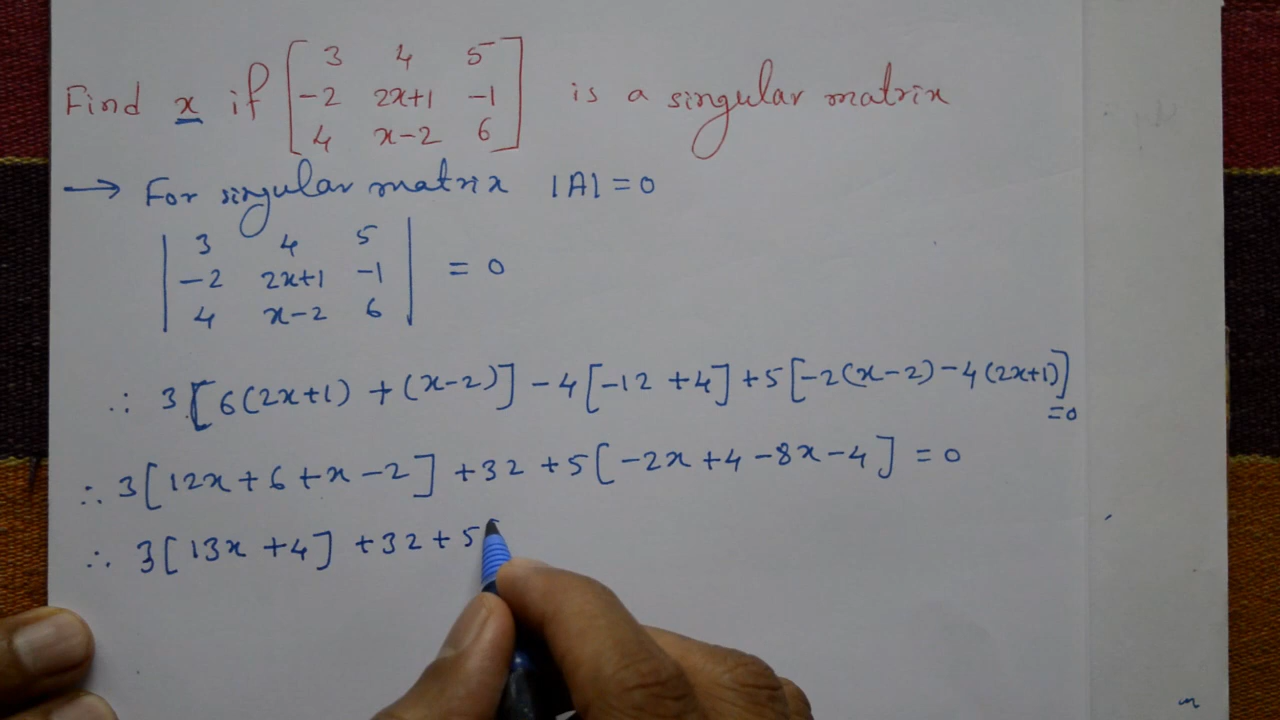 Find x if [ 3 4 5
-2 2x+1 -1
4 x-2 6 ] is a singular matrix
→ For singular matrix |A| = 0
| 3 4 5 |
| -2 2x+1 -1 | = 0
| 4 x-2 6 |
∴ 3[6(2x+1) + (x-2)] - 4[-12 + 4] + 5[-2(x-2) - 4(2x+1)]
=0
∴ 3[12x + 6 + x - 2] + 32 + 5[-2x + 4 - 8x - 4] = 0
∴ 3[13x + 4] + 32 + 5